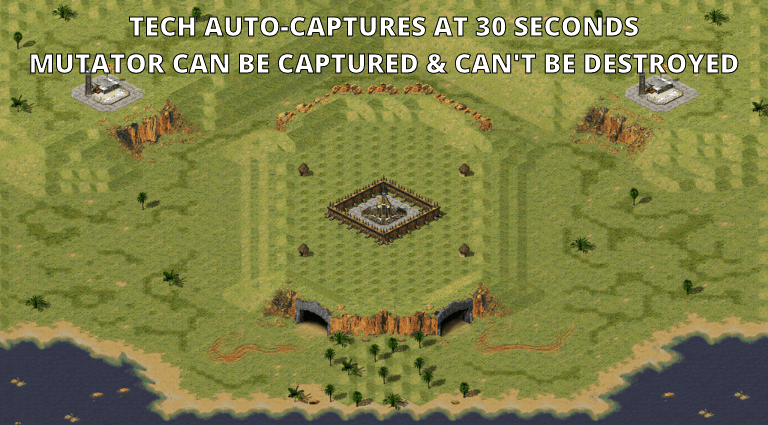 TECH AUTO-CAPTURES AT 30 SECONDS
MUTATOR CAN BE CAPTURED & CAN'T BE DESTROYED